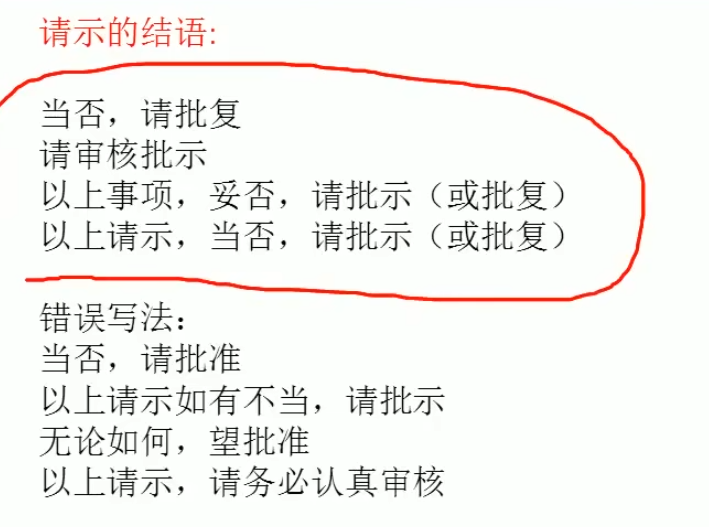 请示的结语:
当否，请批复
请审核批示
以上事项，妥否，请批示（或批复）
以上请示，当否，请批示（或批复）
错误写法：
当否，请批准
以上请示如有不当，请批示
无论如何，望批准
以上请示，请务必认真审核